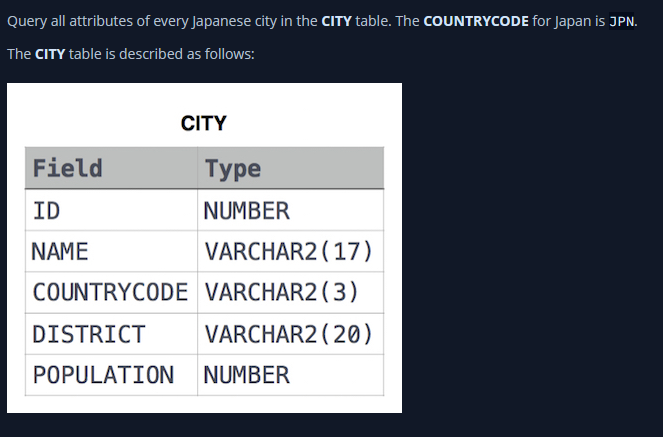 Query all attributes of every Japanese city in the CITY table. The COUNTRYCODE for Japan is JPN.
The CITY table is described as follows:
CITY
Field Type
ID NUMBER
NAME VARCHAR2(17)
COUNTRYCODE VARCHAR2(3)
DISTRICT VARCHAR2(20)
POPULATION NUMBER